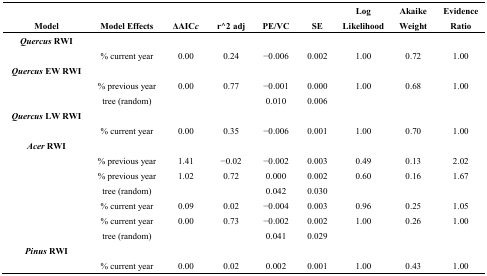 Model Model Effects ΔAICc r^2 adj PE/VC SE Log Likelihood Akaike Weight Evidence Ratio
Quercus RWI
% current year 0.00 0.24 −0.006 0.002 1.00 0.72 1.00
Quercus EW RWI
% previous year 0.00 0.77 −0.001 0.000 1.00 0.68 1.00
tree (random) 0.010 0.006
Quercus LW RWI
% current year 0.00 0.35 −0.006 0.001 1.00 0.70 1.00
Acer RWI
% previous year 1.41 −0.02 −0.002 0.003 0.49 0.13 2.02
% previous year 1.02 0.72 0.000 0.002 0.60 0.16 1.67
tree (random) 0.042 0.030
% current year 0.09 0.02 −0.004 0.003 0.96 0.25 1.05
% current year 0.00 0.73 −0.002 0.002 1.00 0.26 1.00
tree (random) 0.041 0.029
Pinus RWI
% current year 0.00 0.02 0.002 0.001 1.00 0.43 1.00